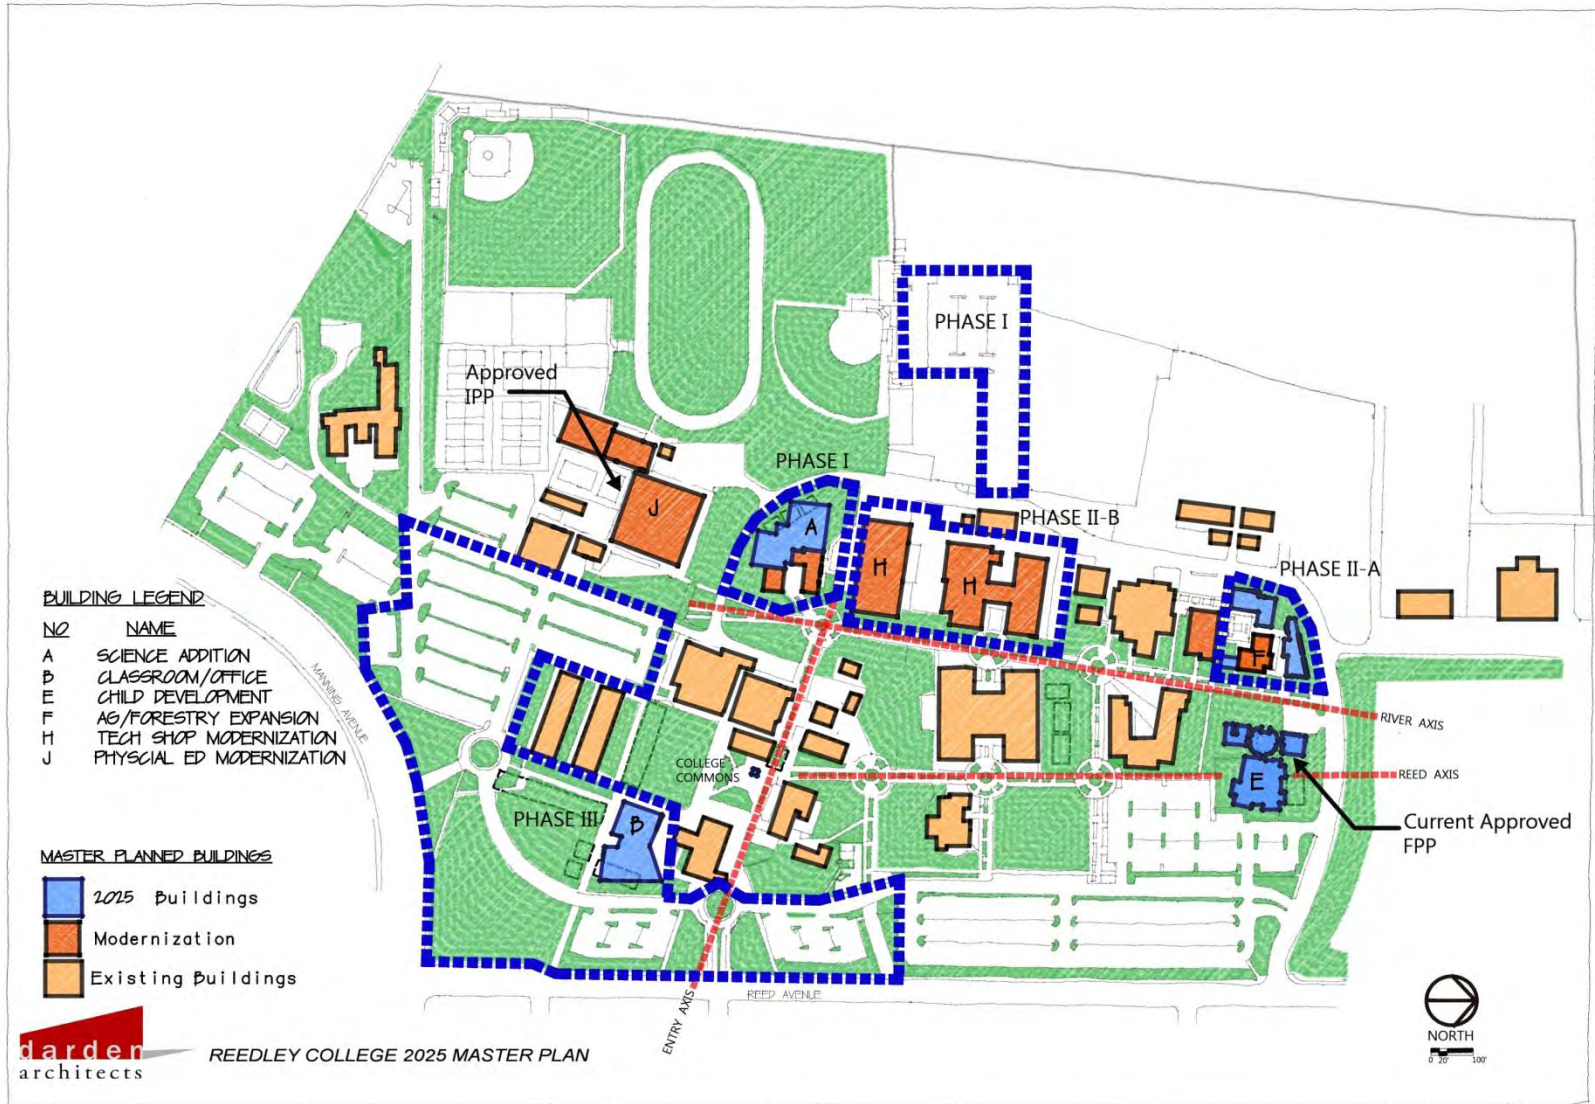 PHASE I
Approved
IPP
PHASE I
J
A
PHASE II-B
H
H
PHASE II-A
F
BUILDING LEGEND
NO NAME
A SCIENCE ADDITION
B CLASSROOM/OFFICE
E CHILD DEVELOPMENT
F AG/FORESTRY EXPANSION
H TECH SHOP MODERNIZATION
J PHYSCIAL ED MODERNIZATION
MANNING AVENUE
RIVER AXIS
COLLEGE
COMMONS
REED AXIS
E
PHASE III
B
Current Approved
FPP
MASTER PLANNED BUILDINGS
2025 Buildings
Modernization
Existing Buildings
ENTRY AXIS
REED AVENUE
NORTH
0 20' 100'
darden
architects
REEDLEY COLLEGE 2025 MASTER PLAN